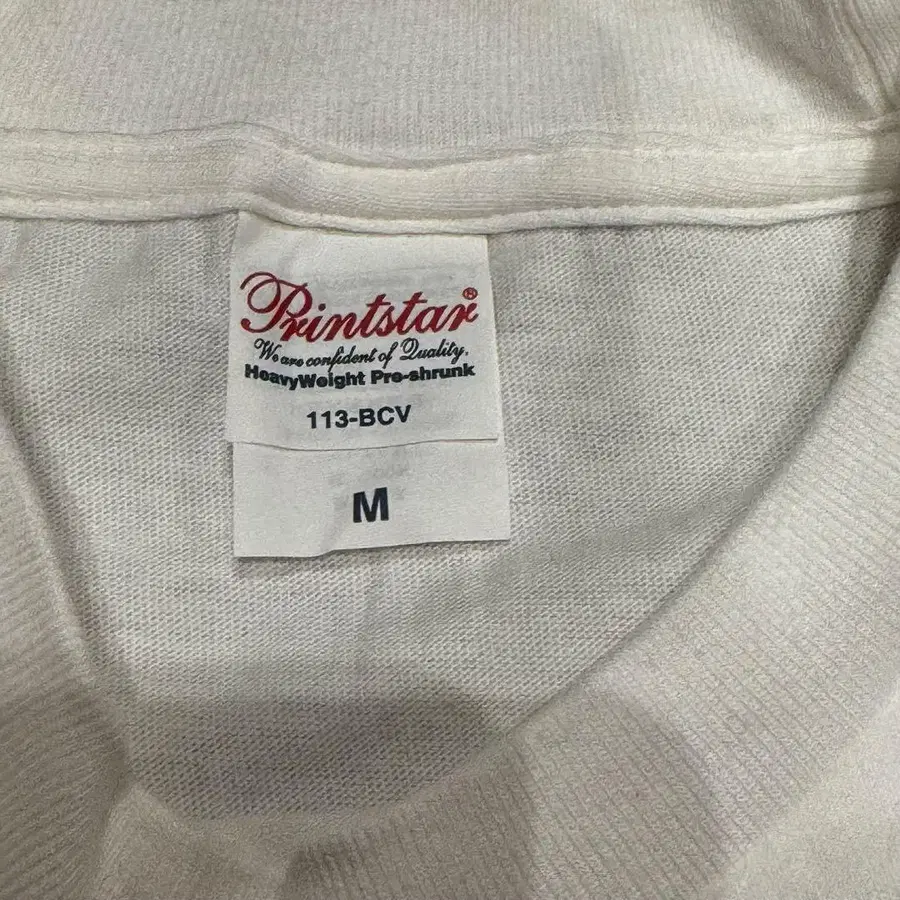 Printstar®
We are confident of Quality.
HeavyWeight Pre-shrunk
113-BCV
M